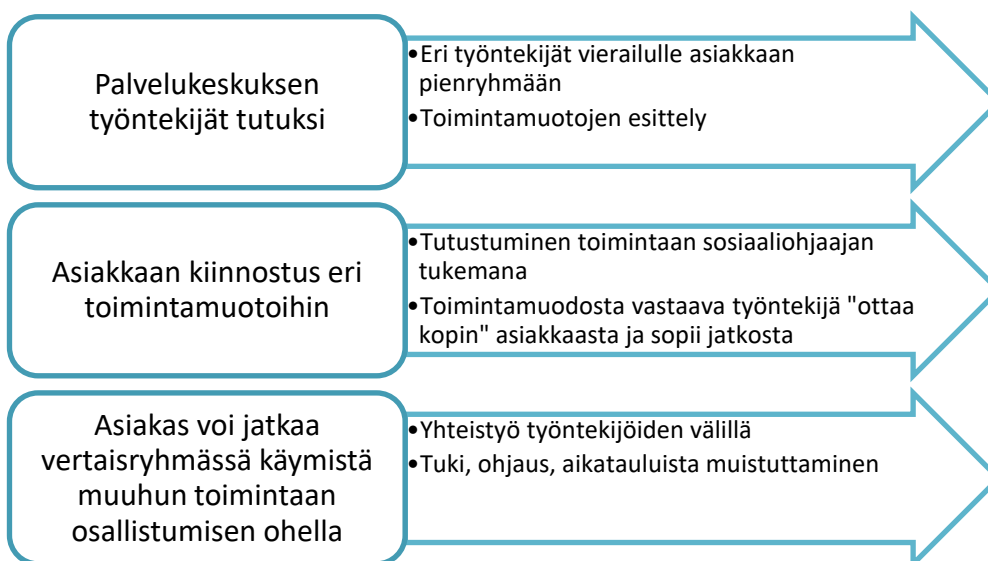 Palvelukeskuksen
työntekijät tutuksi
•Eri työntekijät vierailulle asiakkaan
pienryhmään
•Toimintamuotojen esittely
Asiakkaan kiinnostus eri
toimintamuotoihin
•Tutustuminen toimintaan sosiaaliohjaajan
tukemana
•Toimintamuodosta vastaava työntekijä "ottaa
kopin" asiakkaasta ja sopii jatkosta
Asiakas voi jatkaa
vertaisryhmässä käymistä
muuhun toimintaan
osallistumisen ohella
•Yhteistyö työntekijöiden välillä
•Tuki, ohjaus, aikatauluista muistuttaminen